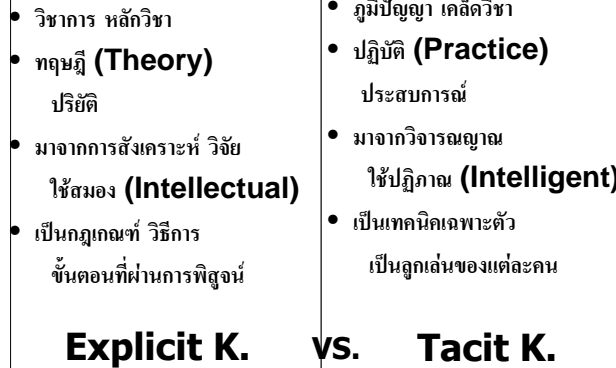 • วิชาการ หลักวิชา
• ทฤษฎี (Theory)
ปริยัติ
• มาจากการสังเคราะห์ วิจัย
ใช้สมอง (Intellectual)
• เป็นกฎเกณฑ์ วิธีการ
ขั้นตอนที่ผ่านการพิสูจน์
• ภูมิปัญญา เคล็ดวิชา
• ปฏิบัติ (Practice)
ประสบการณ์
• มาจากวิจารณญาณ
ใช้ปฏิภาณ (Intelligent)
• เป็นเทคนิคเฉพาะตัว
เป็นลูกเล่นของแต่ละคน
Explicit K. vs. Tacit K.